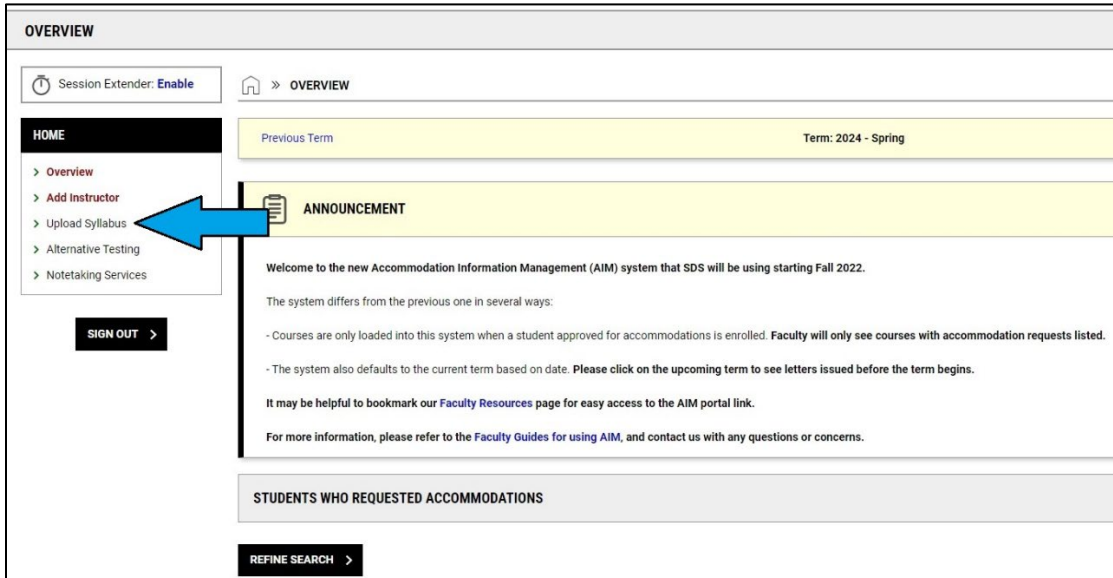 OVERVIEW
Session Extender: Enable
HOME
Overview
Add Instructor
Upload Syllabus
Alternative Testing
Notetaking Services
SIGN OUT
» OVERVIEW
Previous Term Term: 2024 - Spring
ANNOUNCEMENT
Welcome to the new Accommodation Information Management (AIM) system that SDS will be using starting Fall 2022.
The system differs from the previous one in several ways:
- Courses are only loaded into this system when a student approved for accommodations is enrolled. Faculty will only see courses with accommodation requests listed.
- The system also defaults to the current term based on date. Please click on the upcoming term to see letters issued before the term begins.
It may be helpful to bookmark our Faculty Resources page for easy access to the AIM portal link.
For more information, please refer to the Faculty Guides for using AIM, and contact us with any questions or concerns.
STUDENTS WHO REQUESTED ACCOMMODATIONS
REFINE SEARCH